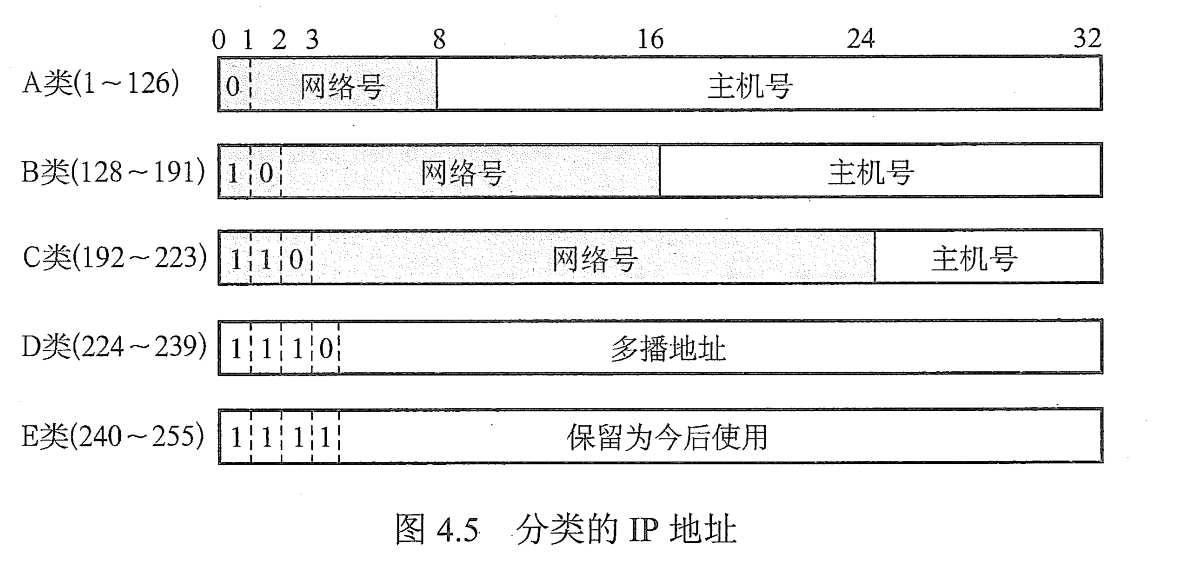 0 1 2 3 8 16 24 32
A类(1~126) 0 网络号 主机号
B类(128~191) 1 0 网络号 主机号
C类(192~223) 1 1 0 网络号 主机号
D类(224~239) 1 1 1 0 多播地址
E类(240~255) 1 1 1 1 保留为今后使用
图 4.5 分类的 IP 地址